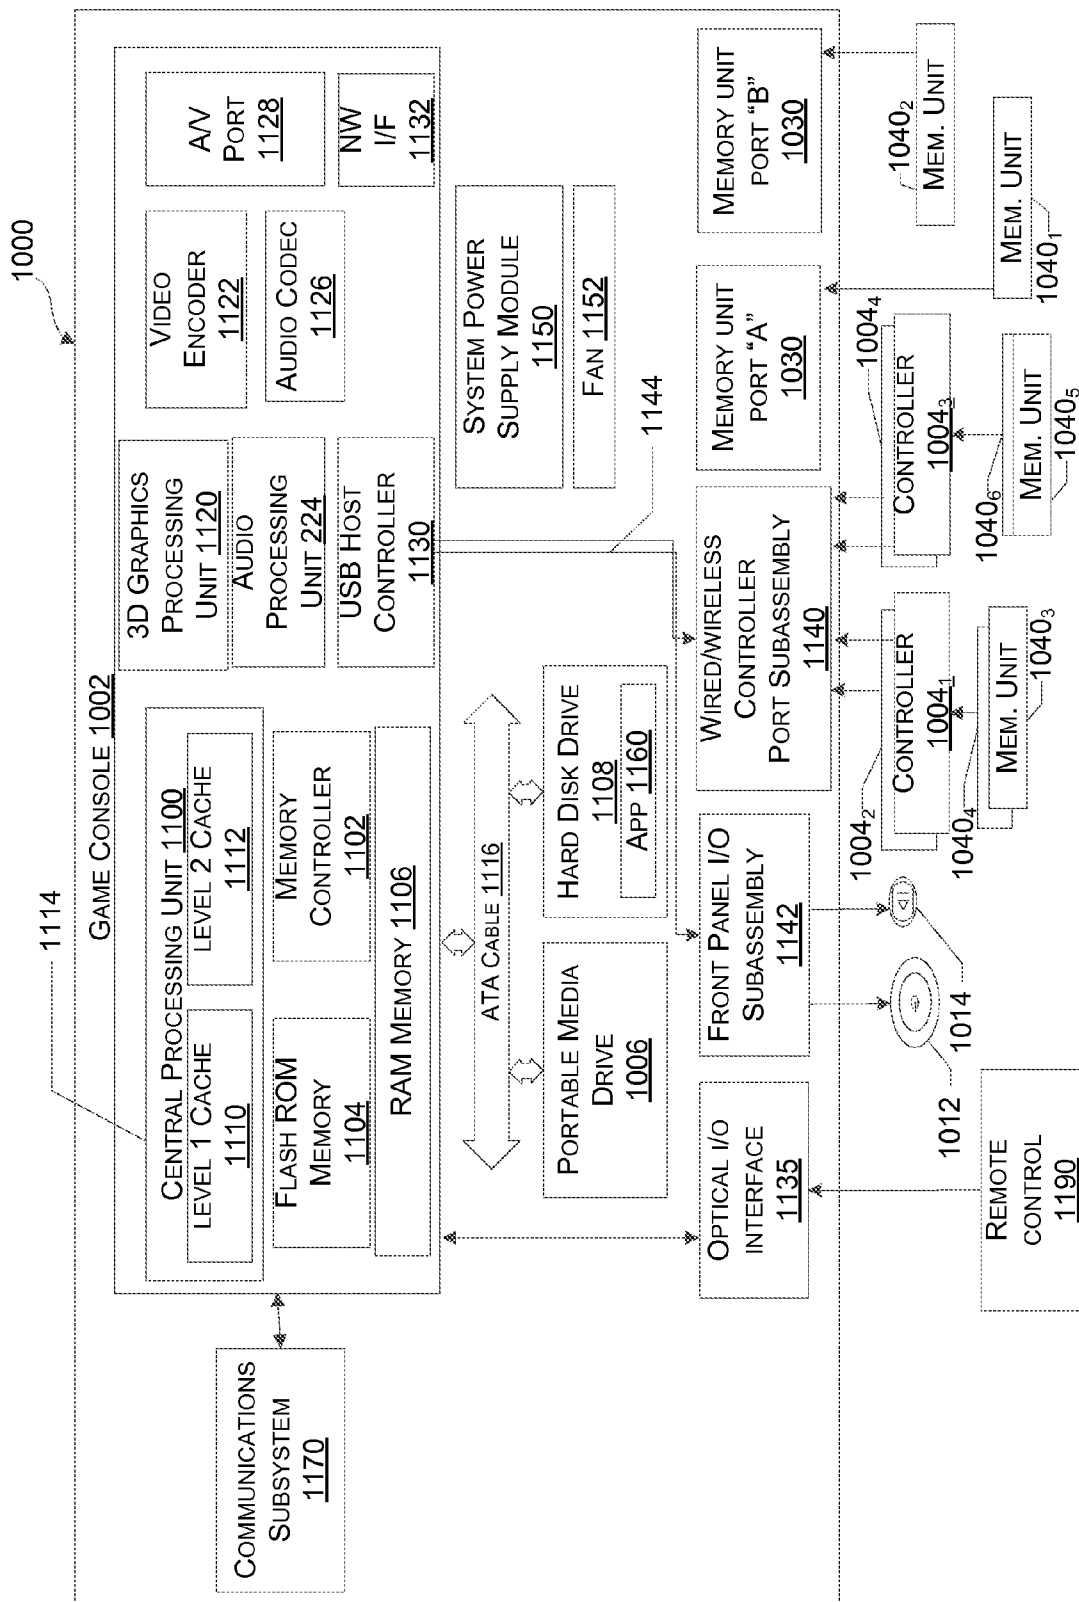 1000
GAME CONSOLE 1002
1114
CENTRAL PROCESSING UNIT 1100
LEVEL 1 CACHE
1110
LEVEL 2 CACHE
1112
3D GRAPHICS
PROCESSING
UNIT 1120
VIDEO
ENCODER
1122
A/V
PORT
1128
FLASH ROM
MEMORY
1104
MEMORY
CONTROLLER
1102
AUDIO
PROCESSING
UNIT 224
AUDIO CODEC
1126
RAM MEMORY 1106
USB HOST
CONTROLLER
1130
NW
I/F
1132
COMMUNICATIONS
SUBSYSTEM
1170
ATA CABLE 1116
SYSTEM POWER
SUPPLY MODULE
1150
PORTABLE MEDIA
DRIVE
1006
HARD DISK DRIVE
1108
APP 1160
FAN 1152
1144
OPTICAL I/O
INTERFACE
1135
FRONT PANEL I/O
SUBASSEMBLY
1142
WIRED/WIRELESS
CONTROLLER
PORT SUBASSEMBLY
1140
MEMORY UNIT
PORT “A”
1030
MEMORY UNIT
PORT “B”
1030
1004₂
CONTROLLER
1004₁
1004₄
CONTROLLER
1004₃
1040₂
MEM. UNIT
1012
1014
1040₄
MEM. UNIT
1040₃
1040₆
MEM. UNIT
1040₅
MEM. UNIT
1040₁
REMOTE
CONTROL
1190